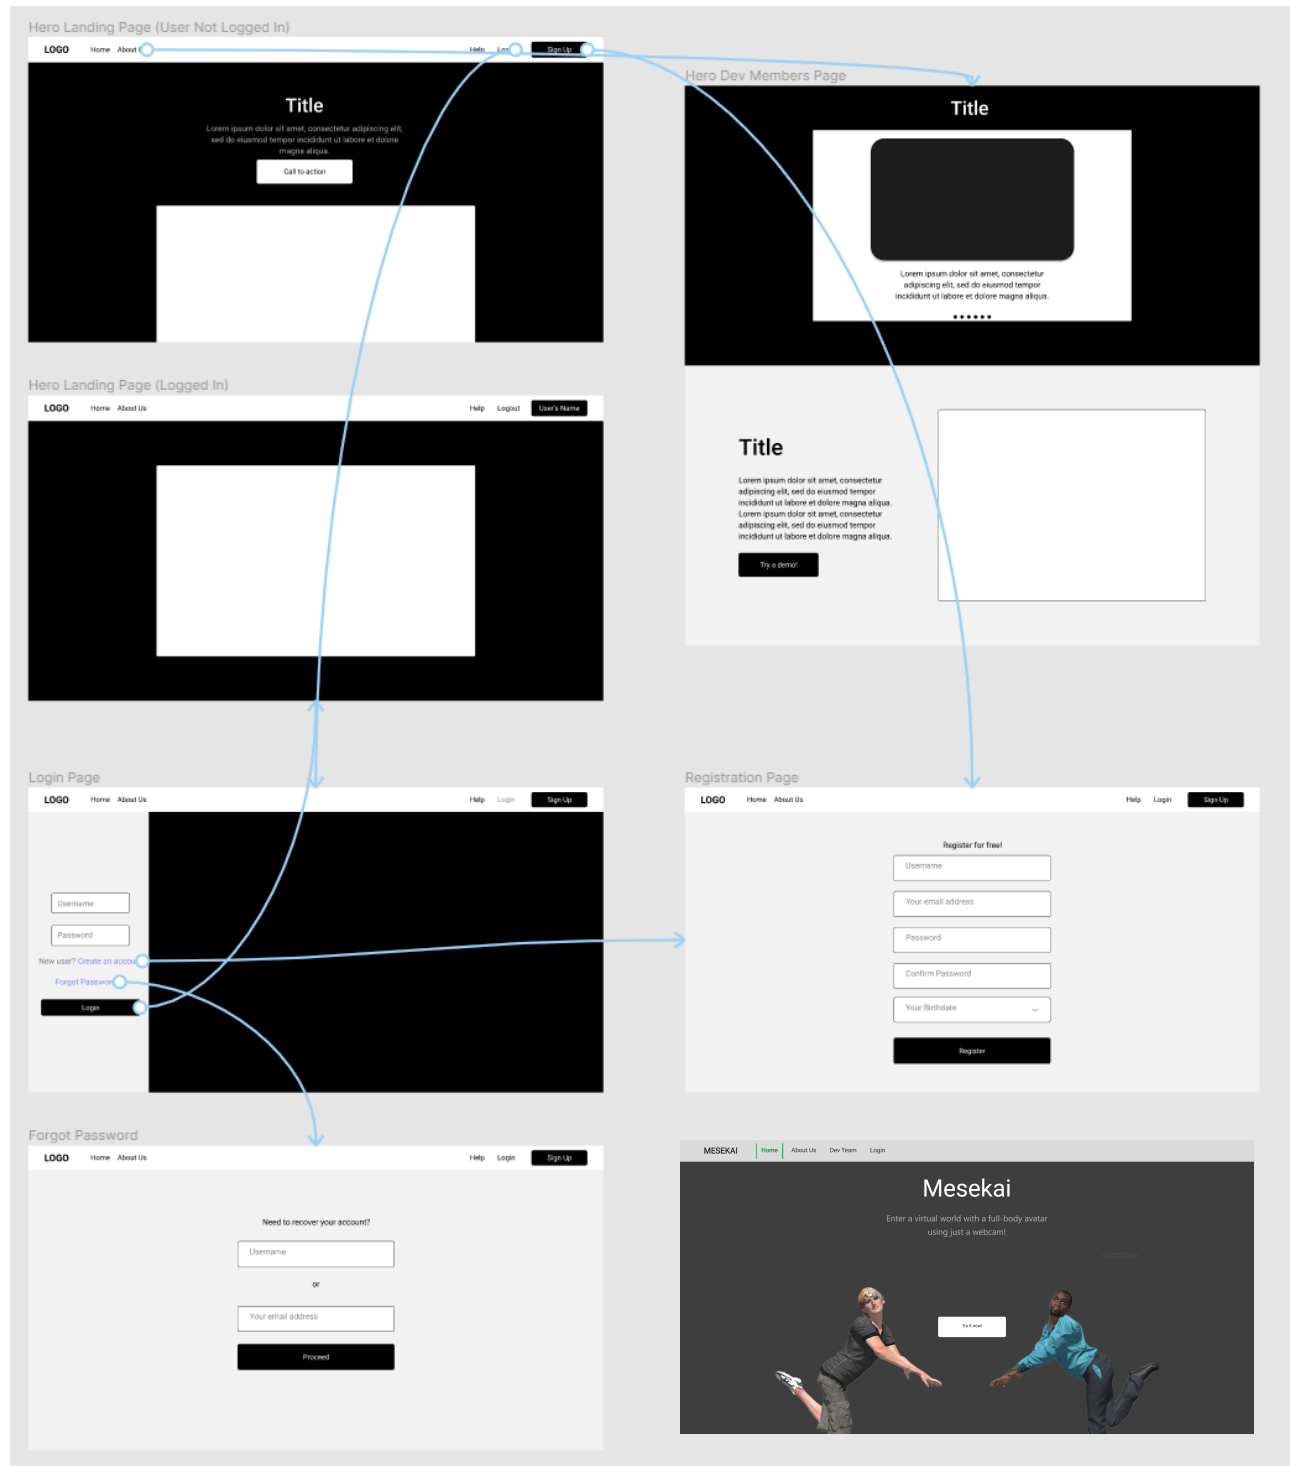 Hero Landing Page (User Not Logged In)
LOGO Home About
Help Sign Up
Title
Lorem ipsum dolor sit amet, consectetur adipiscing elit,
sed do eiusmod tempor incididunt ut labore et dolore
magna aliqua.
Call to action
Hero Dev Members Page
Title
Lorem ipsum dolor sit amet, consectetur
adipiscing elit, sed do eiusmod tempor
incididunt ut labore et dolore magna aliqua.
Title
Lorem ipsum dolor sit amet, consectetur
adipiscing elit, sed do eiusmod tempor
incididunt ut labore et dolore magna aliqua.
Lorem ipsum dolor sit amet, consectetur
adipiscing elit, sed do eiusmod tempor
incididunt ut labore et dolore magna aliqua.
Try a demo!
Hero Landing Page (Logged In)
LOGO Home About Us
Help Logout User's Name
Login Page
LOGO Home About Us
Help Login Sign Up
Username
Password
New user? Create an accou
Forgot Passwor
Login
Registration Page
LOGO Home About Us
Help Login Sign Up
Register for free!
Username
Your email address
Password
Confirm Password
Your Birthdate
Register
Forgot Password
LOGO Home About Us
Help Login Sign Up
Need to recover your account?
Username
or
Your email address
Proceed
MESEKAI Home About Us Dev Team Login
Mesekai
Enter a virtual world with a full-body avatar
using just a webcam!
Try it now!